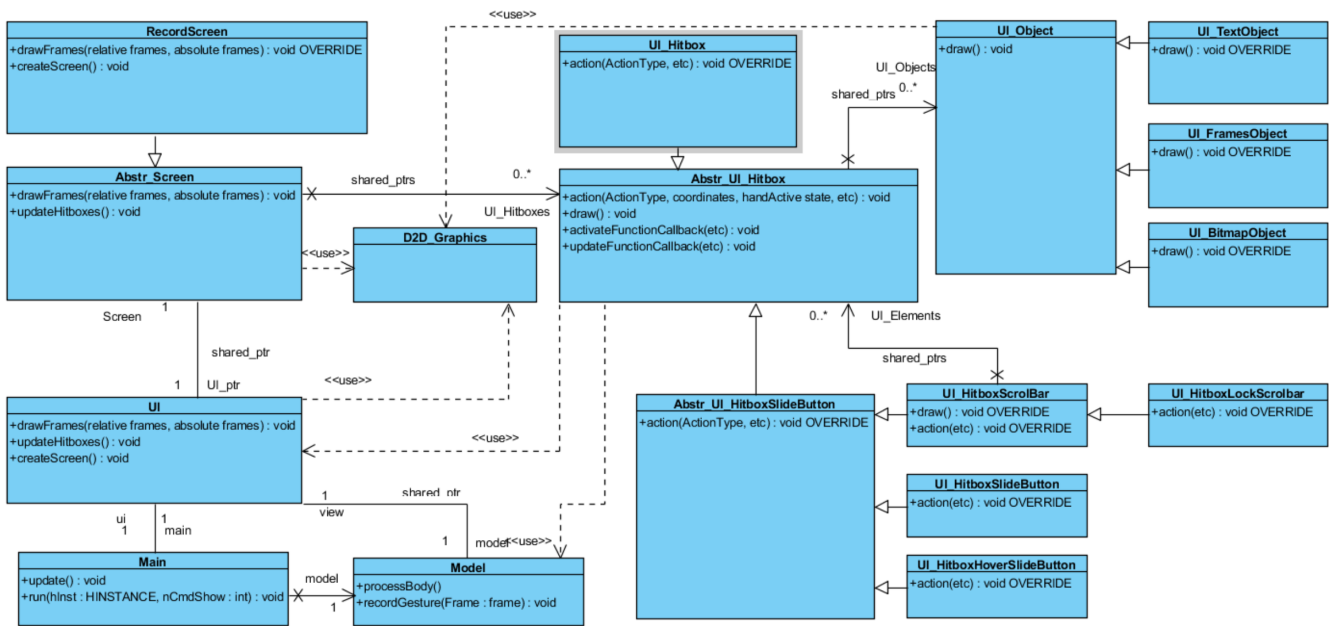 <<use>>
RecordScreen
+drawFrames(relative frames, absolute frames) : void OVERRIDE
+createScreen() : void
UI_Hitbox
+action(ActionType, etc) : void OVERRIDE
UI_Object
+draw() : void
UI_TextObject
+draw() : void OVERRIDE
UI_Objects
shared_ptrs
0..*
UI_FramesObject
+draw() : void OVERRIDE
Abstr_Screen
+drawFrames(relative frames, absolute frames) : void
+updateHitboxes() : void
shared_ptrs
0..*
UI_Hitboxes
Abstr_UI_Hitbox
+action(ActionType, coordinates, handActive state, etc) : void
+draw() : void
+activateFunctionCallback(etc) : void
+updateFunctionCallback(etc) : void
UI_BitmapObject
+draw() : void OVERRIDE
D2D_Graphics
<<use>>
1
Screen
shared_ptr
1
UI_ptr
<<use>>
0..*
UI_Elements
shared_ptrs
UI
+drawFrames(relative frames, absolute frames) : void
+updateHitboxes() : void
+createScreen() : void
<<use>>
Abstr_UI_HitboxSlideButton
+action(ActionType, etc) : void OVERRIDE
UI_HitboxScrolBar
+draw() : void OVERRIDE
+action(etc) : void OVERRIDE
UI_HitboxLockScrolbar
+action(etc) : void OVERRIDE
UI_HitboxSlideButton
+action(etc) : void OVERRIDE
1
shared_ptr
view
ui
1
1
main
1
model
<<use>>
UI_HitboxHoverSlideButton
+action(etc) : void OVERRIDE
Main
+update() : void
+run(hInst : HINSTANCE, nCmdShow : int) : void
model
1
Model
+processBody()
+recordGesture(Frame : frame) : void